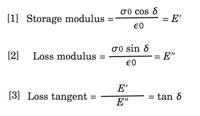 [1] Storage modulus = σ0 cos δ / ϵ0 = E′
[2] Loss modulus = σ0 sin δ / ϵ0 = E″
[3] Loss tangent = E′ / E″ = tan δ